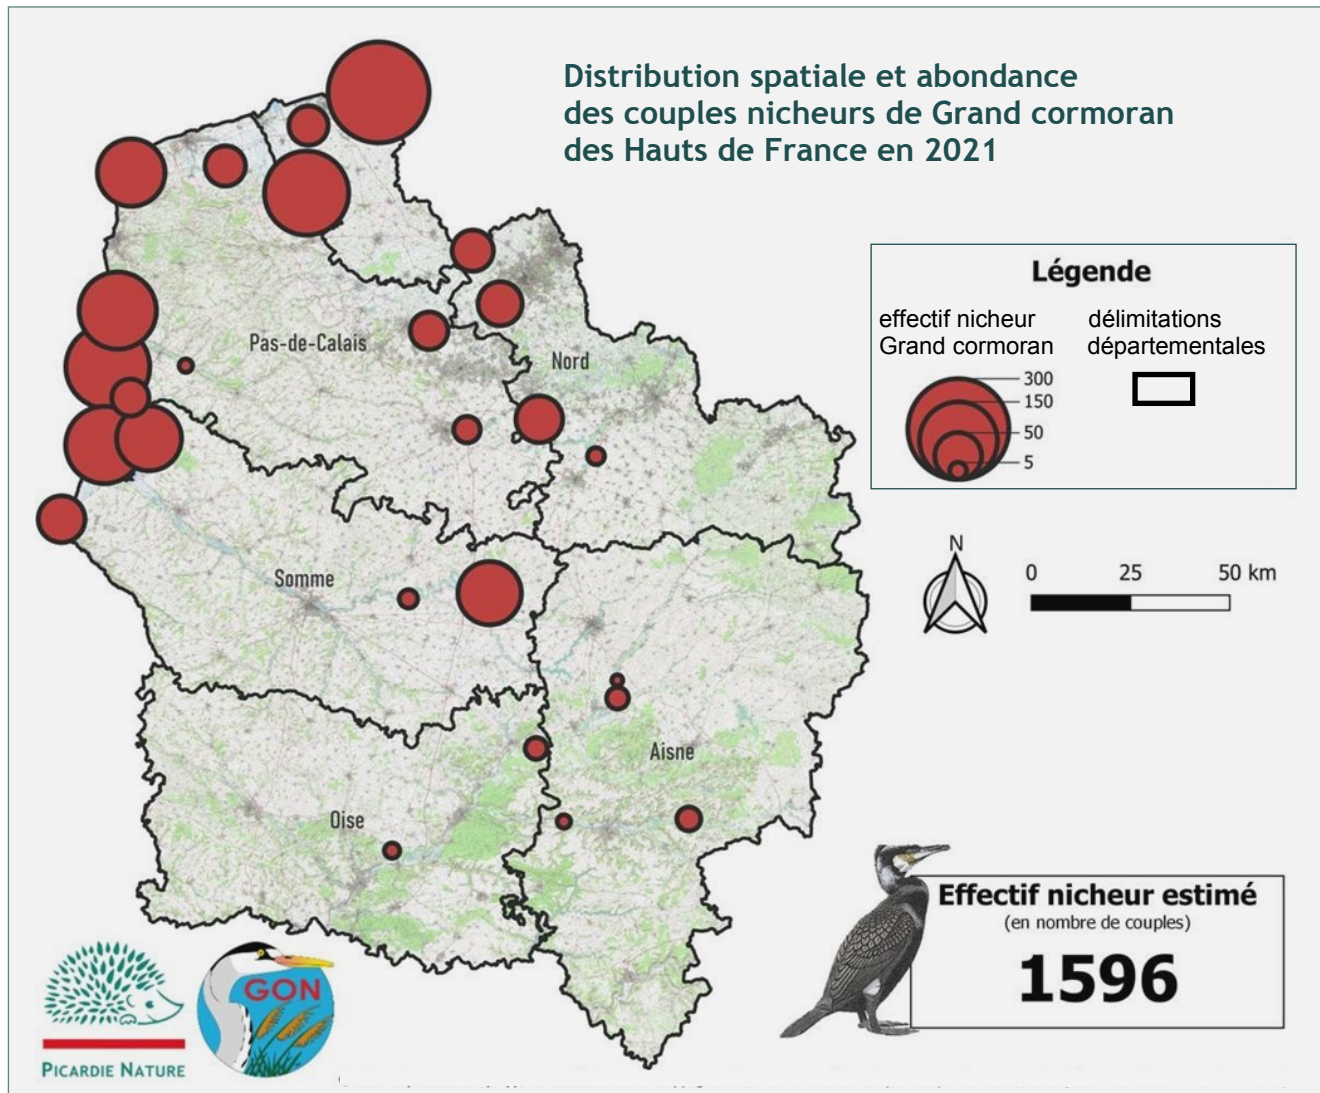 Distribution spatiale et abondance
des couples nicheurs de Grand cormoran
des Hauts de France en 2021
Légende
effectif nicheur
Grand cormoran
délimitations
départementales
300
150
50
5
Pas-de-Calais
Nord
Somme
Aisne
Oise
N
0 25 50 km
Effectif nicheur estimé
(en nombre de couples)
1596
GON
PICARDIE NATURE